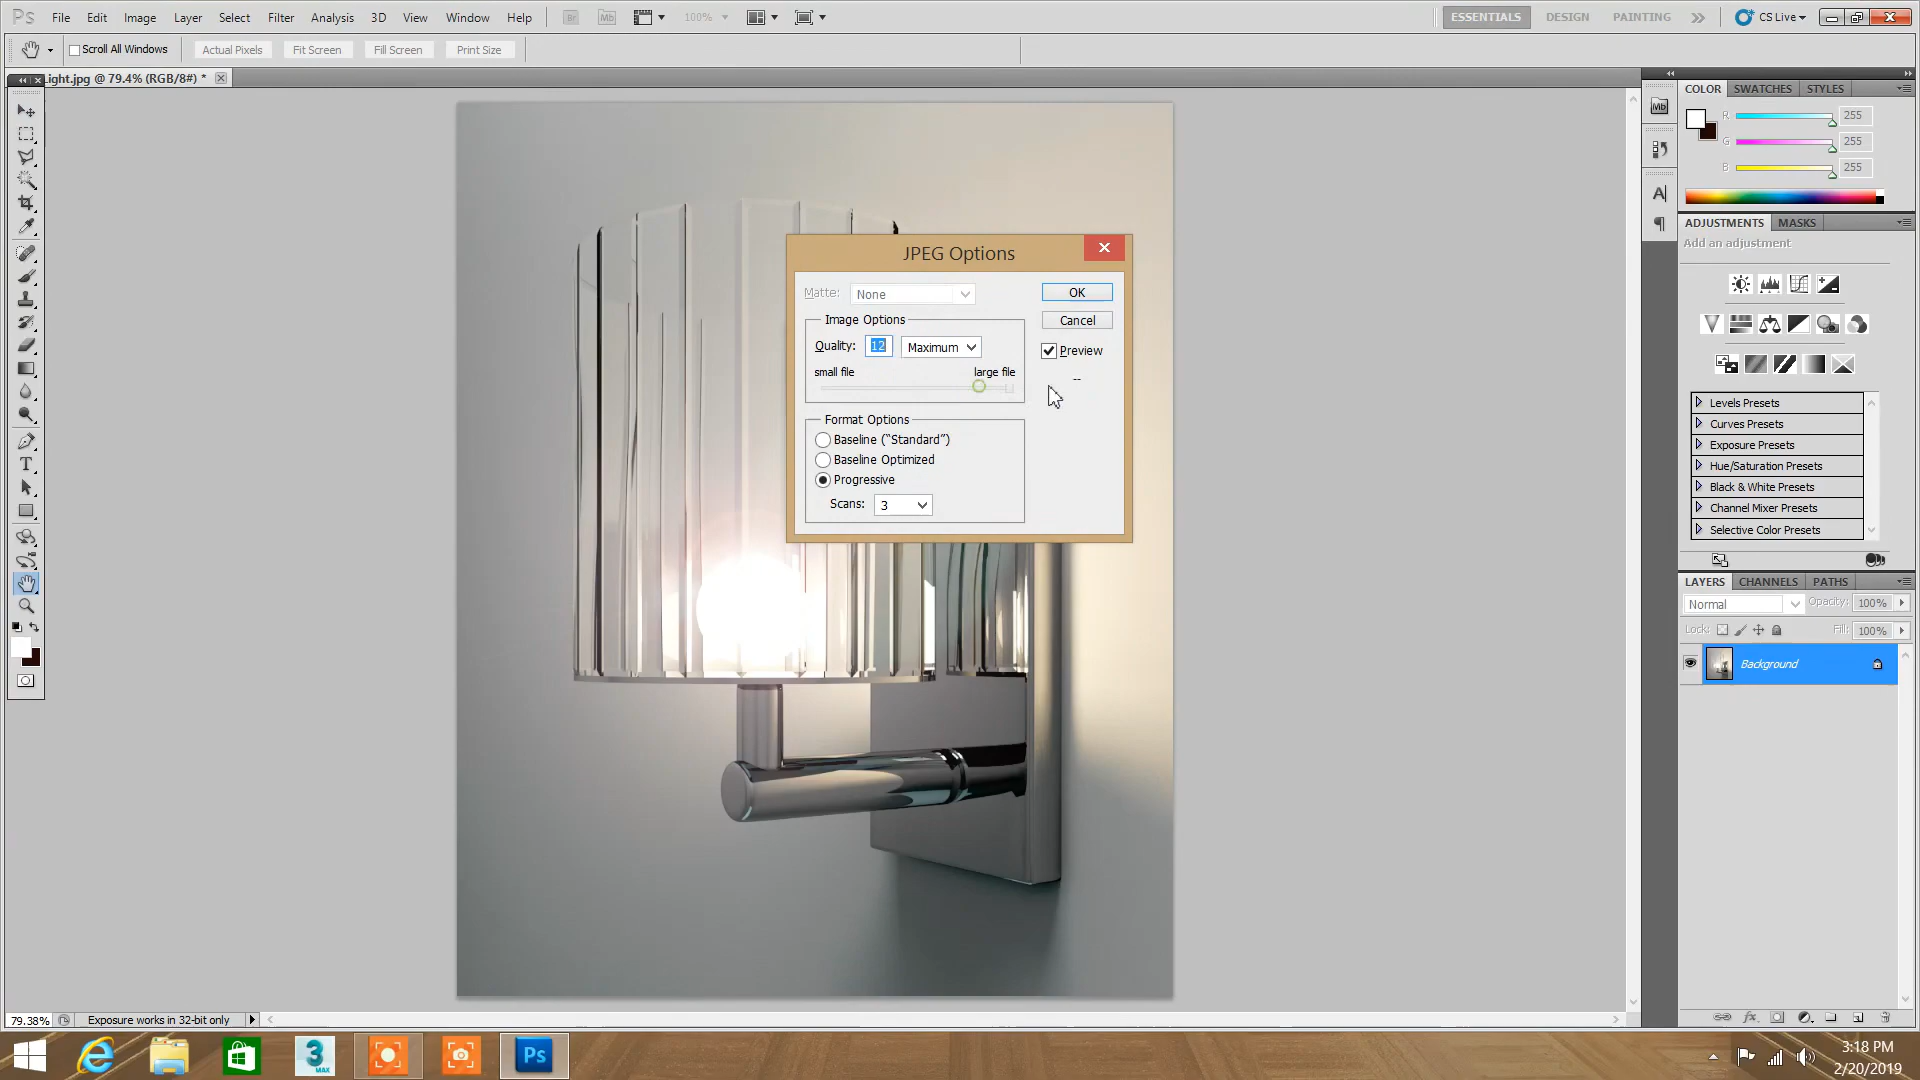 Ps File Edit Image Layer Select Filter Analysis 3D View Window Help Br Mb 100% ESSENTIALS DESIGN PAINTING CS Live
Scroll All Windows Actual Pixels Fit Screen Fill Screen Print Size
ight.jpg @ 79.4% (RGB/8#) *
COLOR SWATCHES STYLES
Mb
R 255
G 255
B 255
A
ADJUSTMENTS MASKS
Add an adjustment
JPEG Options
Matte: None OK
Image Options Cancel
Quality: 12 Maximum Preview
small file large file --
Format Options
Baseline (“Standard”)
Baseline Optimized
Progressive
Scans: 3
Levels Presets
Curves Presets
Exposure Presets
Hue/Saturation Presets
Black & White Presets
Channel Mixer Presets
Selective Color Presets
T
LAYERS CHANNELS PATHS
Normal Opacity: 100%
Lock: Fill: 100%
Background
fx
79.38% Exposure works in 32-bit only
3 MAX Ps
3:18 PM
2/20/2019